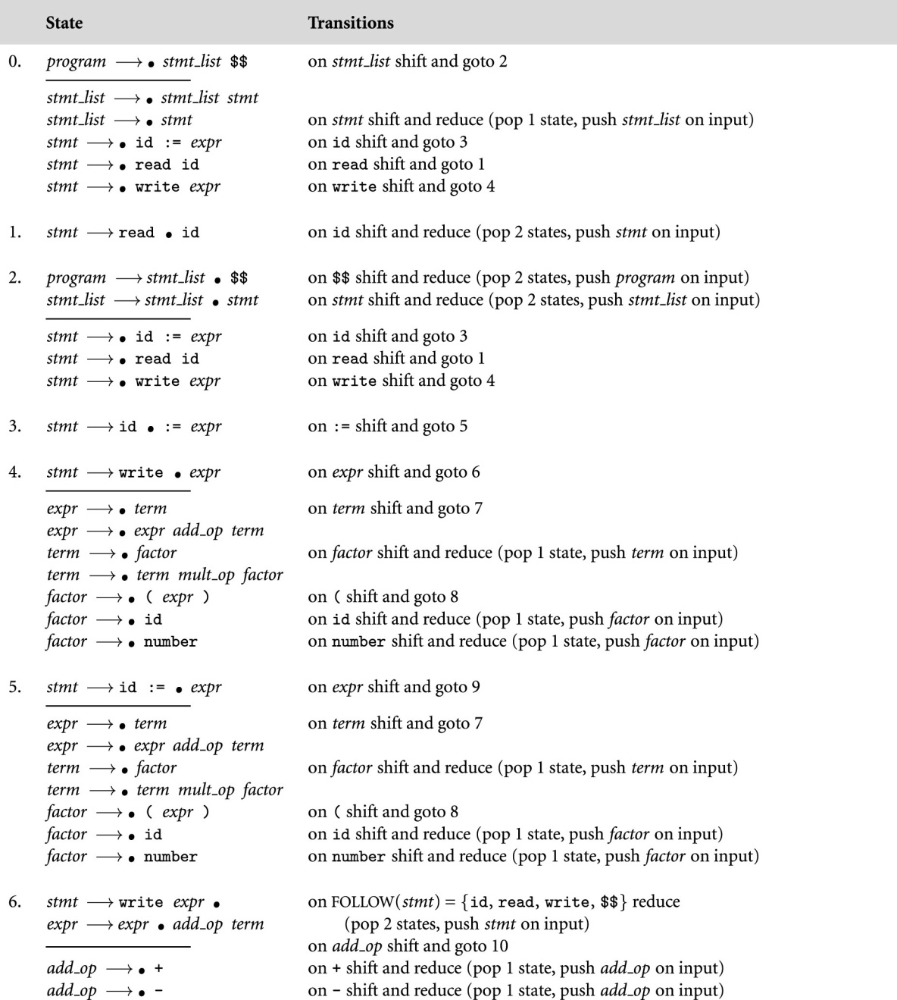 State Transitions
0. program ⟶ • stmt_list $$ on stmt_list shift and goto 2
stmt_list ⟶ • stmt_list stmt
stmt_list ⟶ • stmt on stmt shift and reduce (pop 1 state, push stmt_list on input)
stmt ⟶ • id := expr on id shift and goto 3
stmt ⟶ • read id on read shift and goto 1
stmt ⟶ • write expr on write shift and goto 4
1. stmt ⟶ read • id on id shift and reduce (pop 2 states, push stmt on input)
2. program ⟶ stmt_list • $$ on $$ shift and reduce (pop 2 states, push program on input)
stmt_list ⟶ stmt_list • stmt on stmt shift and reduce (pop 2 states, push stmt_list on input)
stmt ⟶ • id := expr on id shift and goto 3
stmt ⟶ • read id on read shift and goto 1
stmt ⟶ • write expr on write shift and goto 4
3. stmt ⟶ id • := expr on := shift and goto 5
4. stmt ⟶ write • expr on expr shift and goto 6
expr ⟶ • term on term shift and goto 7
expr ⟶ • expr add_op term
term ⟶ • factor on factor shift and reduce (pop 1 state, push term on input)
term ⟶ • term mult_op factor
factor ⟶ • ( expr ) on ( shift and goto 8
factor ⟶ • id on id shift and reduce (pop 1 state, push factor on input)
factor ⟶ • number on number shift and reduce (pop 1 state, push factor on input)
5. stmt ⟶ id := • expr on expr shift and goto 9
expr ⟶ • term on term shift and goto 7
expr ⟶ • expr add_op term
term ⟶ • factor on factor shift and reduce (pop 1 state, push term on input)
term ⟶ • term mult_op factor
factor ⟶ • ( expr ) on ( shift and goto 8
factor ⟶ • id on id shift and reduce (pop 1 state, push factor on input)
factor ⟶ • number on number shift and reduce (pop 1 state, push factor on input)
6. stmt ⟶ write expr • on FOLLOW(stmt) = {id, read, write, $$} reduce
expr ⟶ expr • add_op term (pop 2 states, push stmt on input)
on add_op shift and goto 10
add_op ⟶ • + on + shift and reduce (pop 1 state, push add_op on input)
add_op ⟶ • - on - shift and reduce (pop 1 state, push add_op on input)